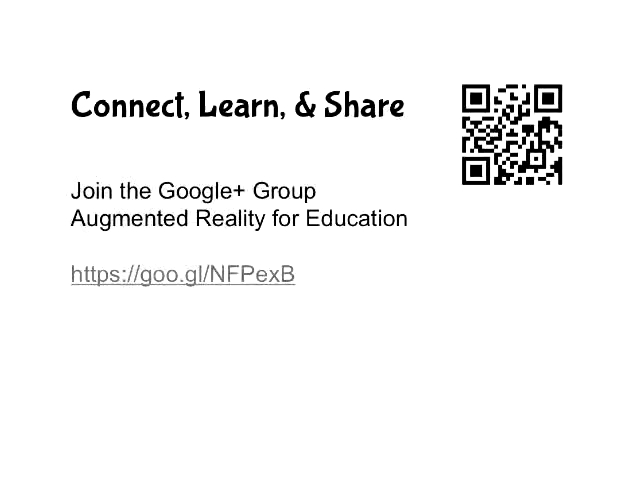 Connect, Learn, & Share
Join the Google+ Group
Augmented Reality for Education
https://goo.gl/NFPexB